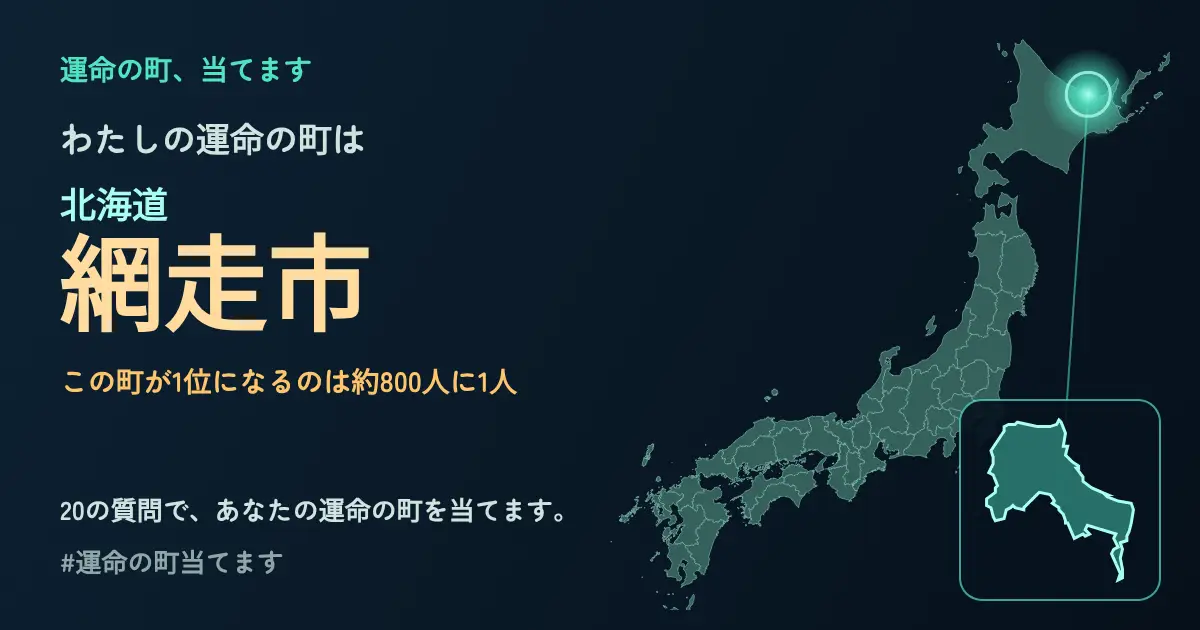 運命の町、当てます
わたしの運命の町は
北海道
網走市
この町が1位になるのは約800人に1人
20の質問で、あなたの運命の町を当てます。
#運命の町当てます